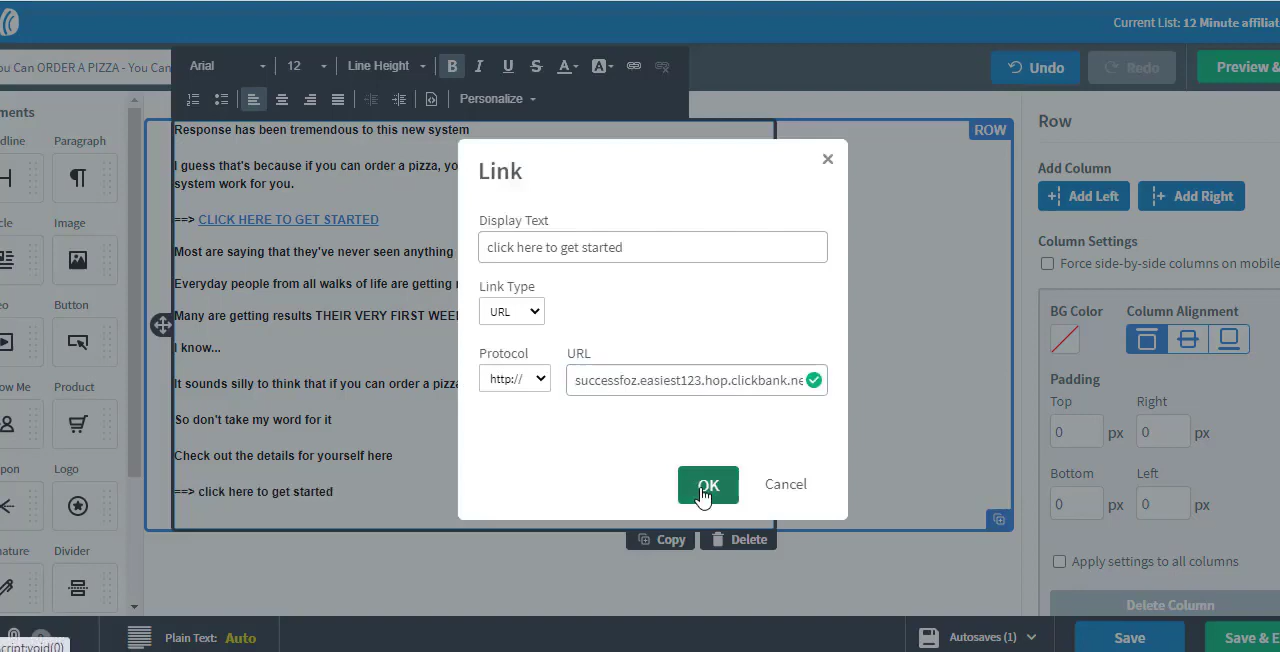 Current List: 12 Minute affiliat
ou Can ORDER A PIZZA - You Can
Arial
12
Line Height
B I U S A A
Undo
Redo
Preview &
Personalize
ments
dline
Paragraph
Image
Button
ow Me
Product
Logo
Divider
Response has been tremendous to this new system
I guess that's because if you can order a pizza, yo
system work for you.
==> CLICK HERE TO GET STARTED
Most are saying that they've never seen anything
Everyday people from all walks of life are getting
Many are getting results THEIR VERY FIRST WEE
I know...
It sounds silly to think that if you can order a pizza
So don't take my word for it
Check out the details for yourself here
==> click here to get started
ROW
Link
×
Display Text
click here to get started
Link Type
URL
Protocol
URL
http://
successfoz.easiest123.hop.clickbank.ne
OK
Cancel
Copy
Delete
Row
Add Column
Add Left
Add Right
Column Settings
Force side-by-side columns on mobile
BG Color
Column Alignment
Padding
Top
Right
0 px
0 px
Bottom
Left
0 px
0 px
Apply settings to all columns
Delete Column
script:void(0)
Plain Text: Auto
Autosaves (1)
Save
Save & E